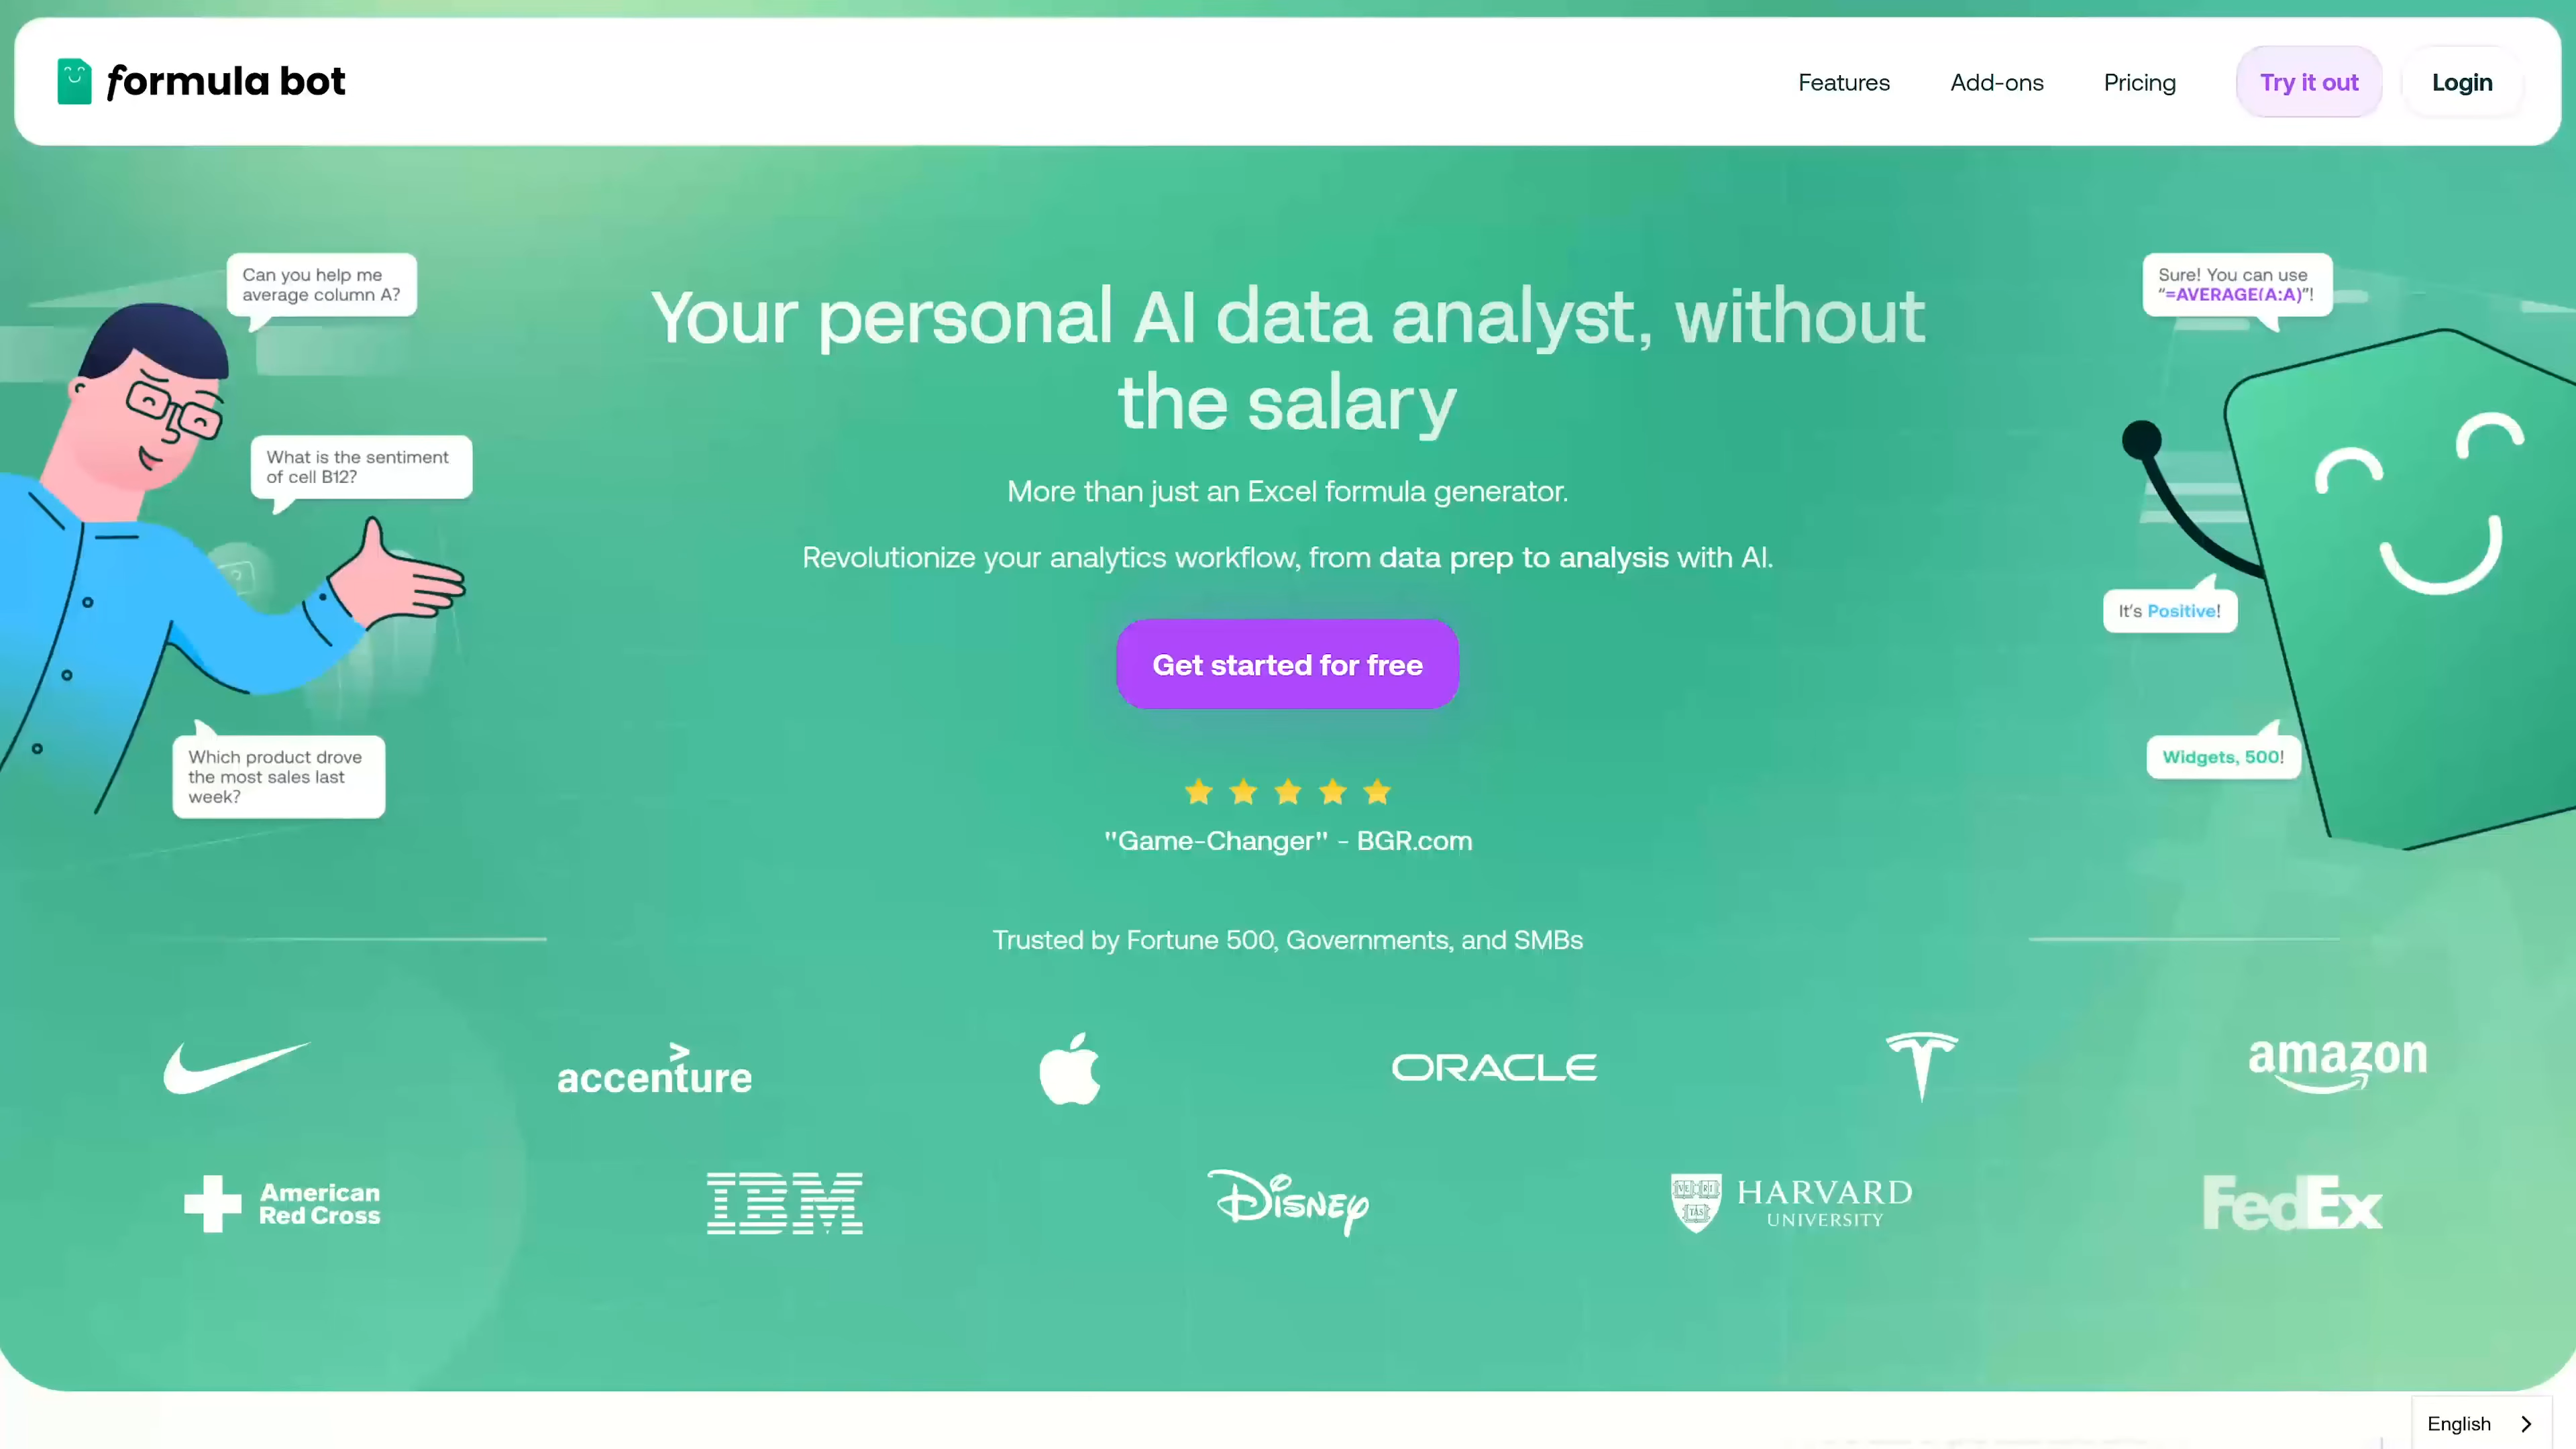 formula bot
Features
Add-ons
Pricing
Try it out
Login
Can you help me
average column A?
Sure! You can use
“=AVERAGE(A:A)”!
Your personal AI data analyst, without
the salary
What is the sentiment
of cell B12?
More than just an Excel formula generator.
Revolutionize your analytics workflow, from data prep to analysis with AI.
It's Positive!
Get started for free
Which product drove
the most sales last
week?
Widgets, 500!
"Game-Changer" - BGR.com
Trusted by Fortune 500, Governments, and SMBs
accenture
ORACLE
amazon
American
Red Cross
IBM
Disney
VE RI
TAS
HARVARD
UNIVERSITY
FedEx
English